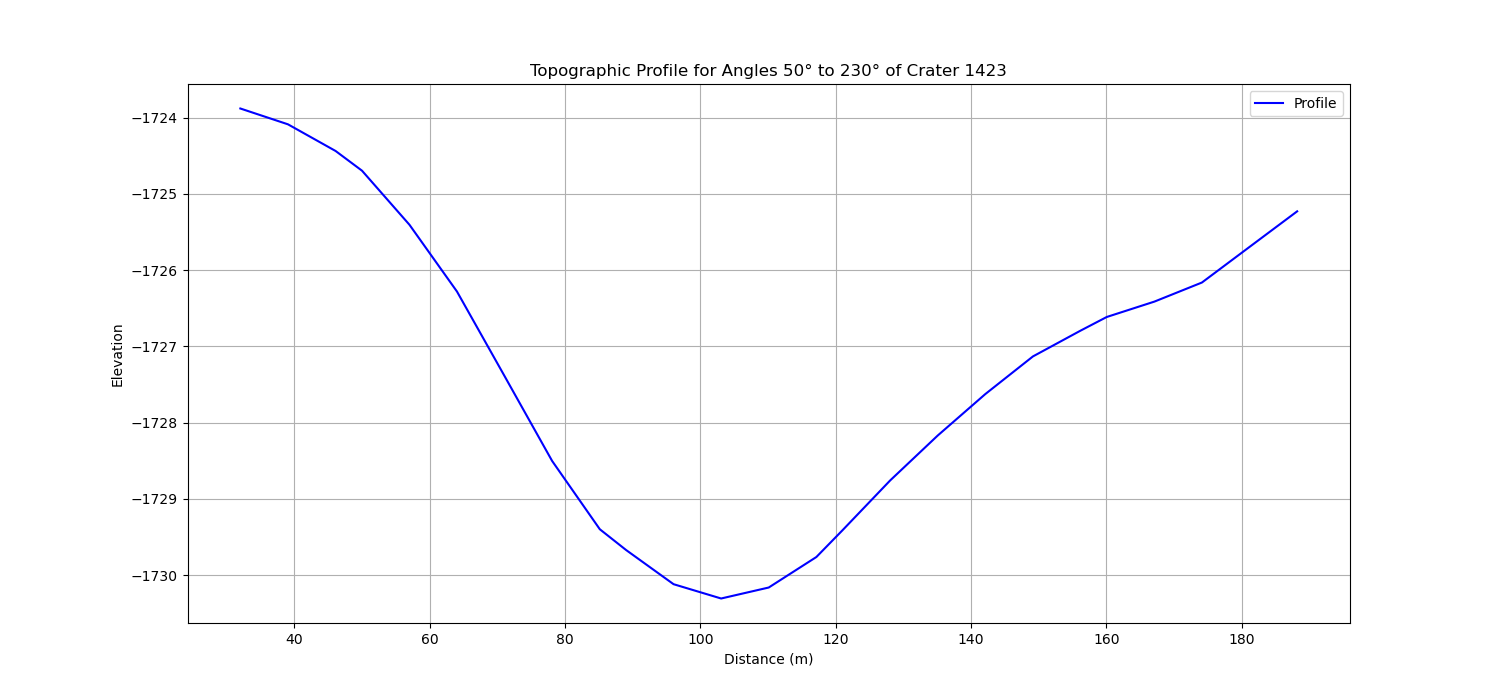 Topographic Profile for Angles 50° to 230° of Crater 1423
Profile
−1724
−1725
−1726
−1727
−1728
−1729
−1730
Elevation
40 60 80 100 120 140 160 180
Distance (m)